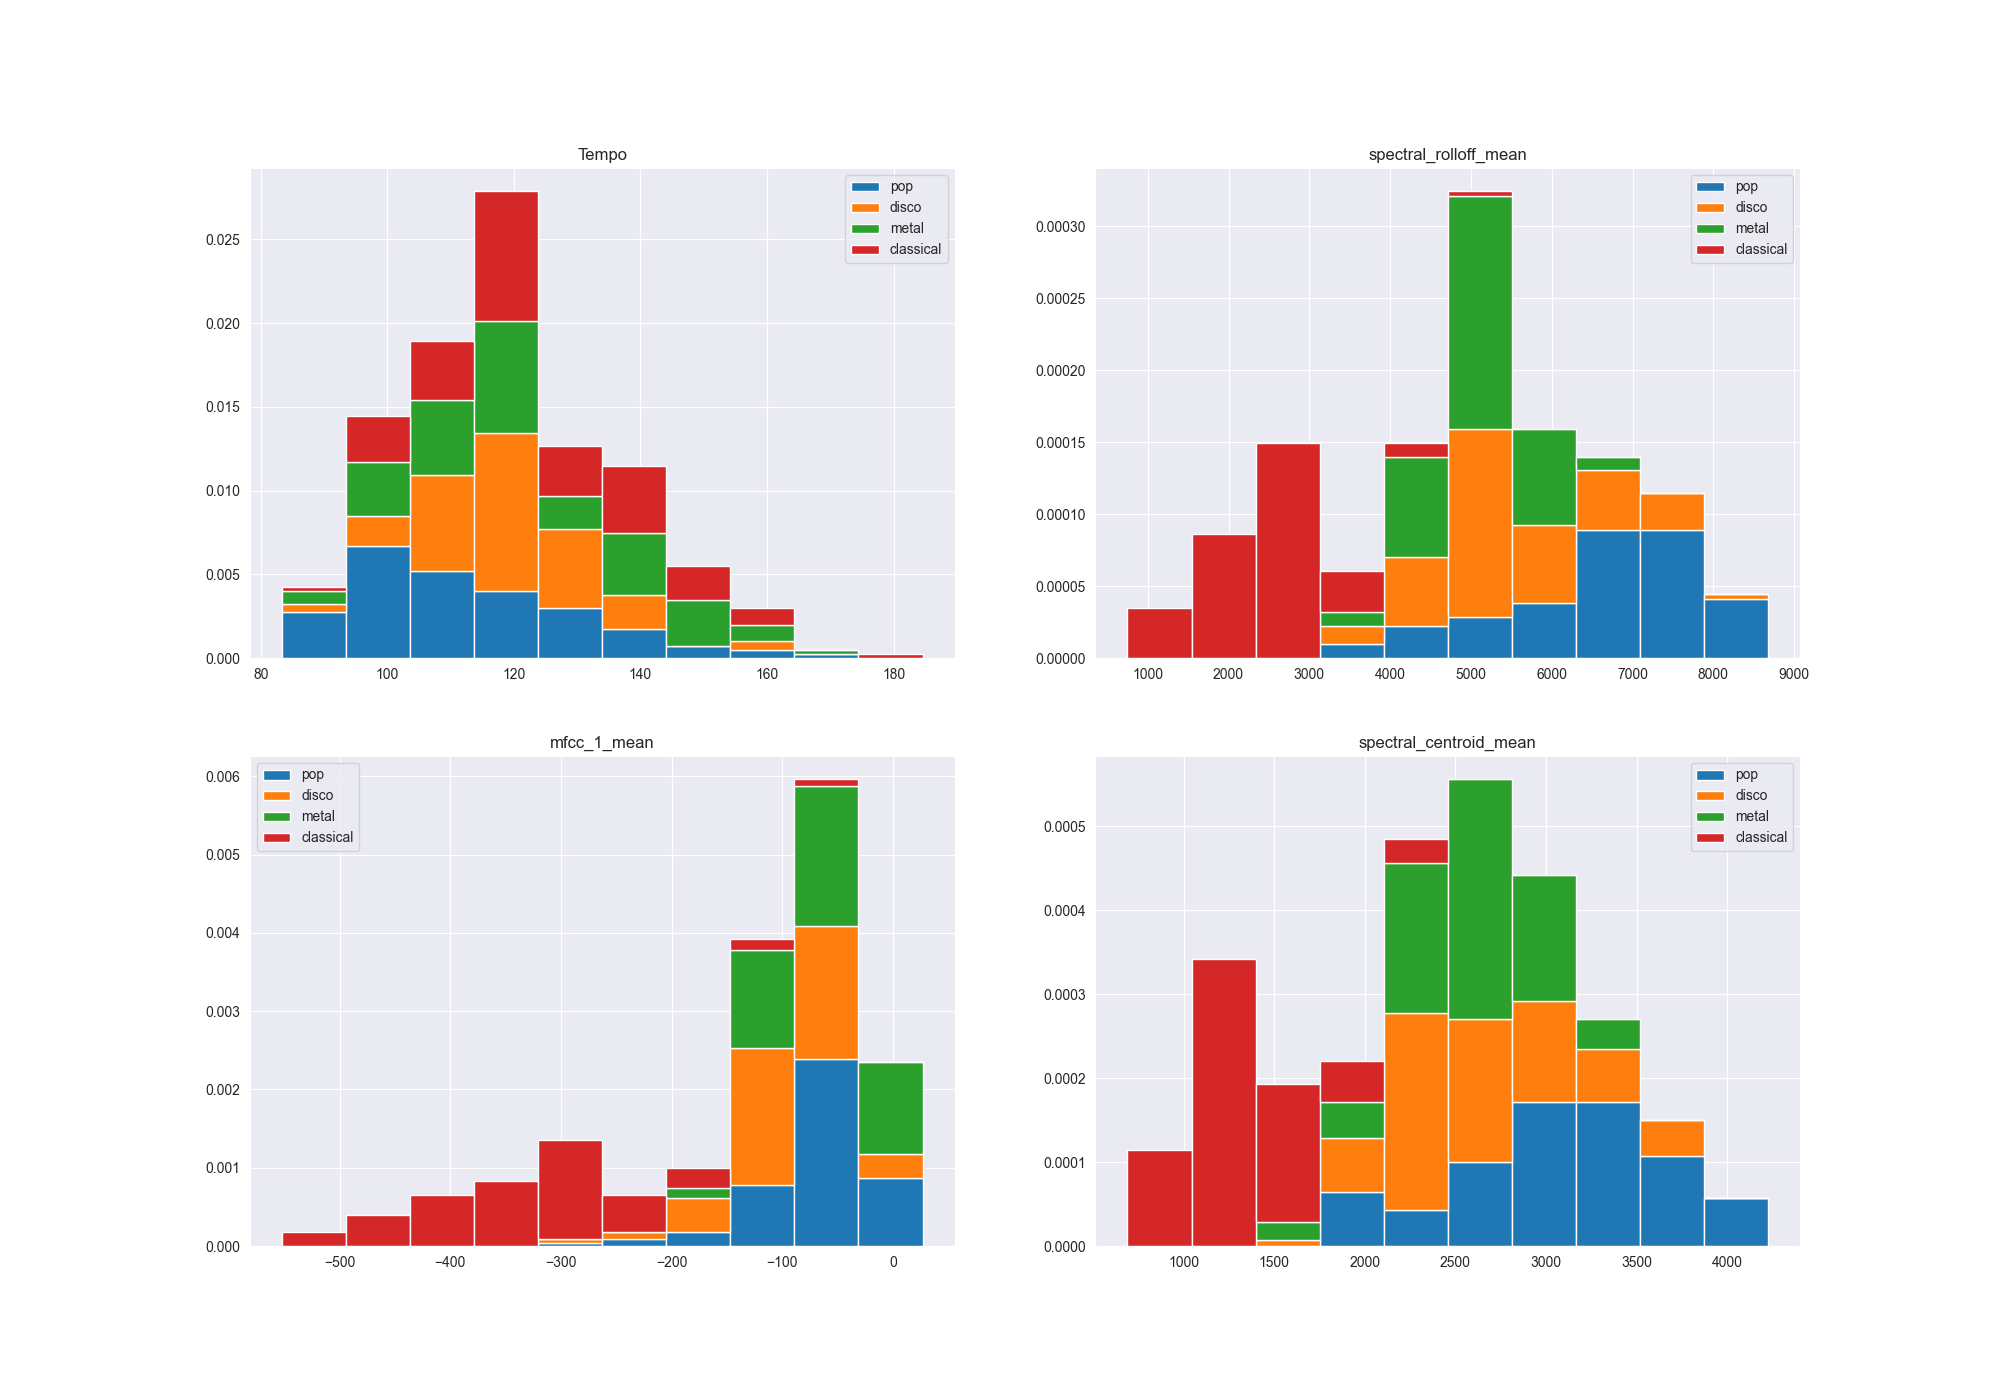 Tempo
pop
disco
metal
classical
0.025
0.020
0.015
0.010
0.005
0.000
80 100 120 140 160 180
spectral_rolloff_mean
pop
disco
metal
classical
0.00030
0.00025
0.00020
0.00015
0.00010
0.00005
0.00000
1000 2000 3000 4000 5000 6000 7000 8000 9000
mfcc_1_mean
pop
disco
metal
classical
0.006
0.005
0.004
0.003
0.002
0.001
0.000
−500 −400 −300 −200 −100 0
spectral_centroid_mean
pop
disco
metal
classical
0.0005
0.0004
0.0003
0.0002
0.0001
0.0000
1000 1500 2000 2500 3000 3500 4000